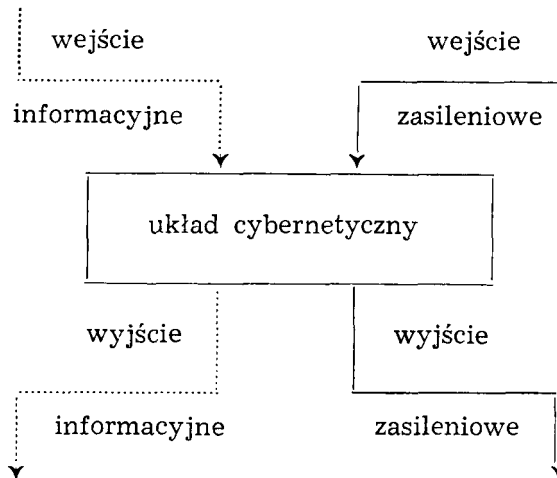 wejście wejście
informacyjne zasileniowe
układ cybernetyczny
wyjście wyjście
informacyjne zasileniowe